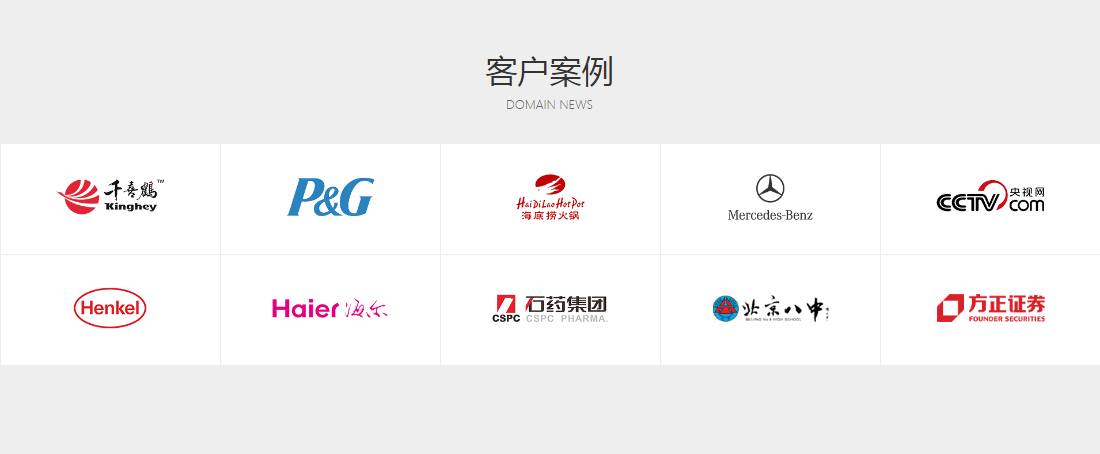 客户案例
DOMAIN NEWS
千喜鹤™
Kinghey
P&G
HaiDiLaoHotPot
海底捞火锅
Mercedes-Benz
CCTV com
央视网
Henkel
Haier 海尔
石药集团
CSPC CSPC PHARMA.
北京八中
BEIJING No.8 HIGH SCHOOL
方正证券
FOUNDER SECURITIES